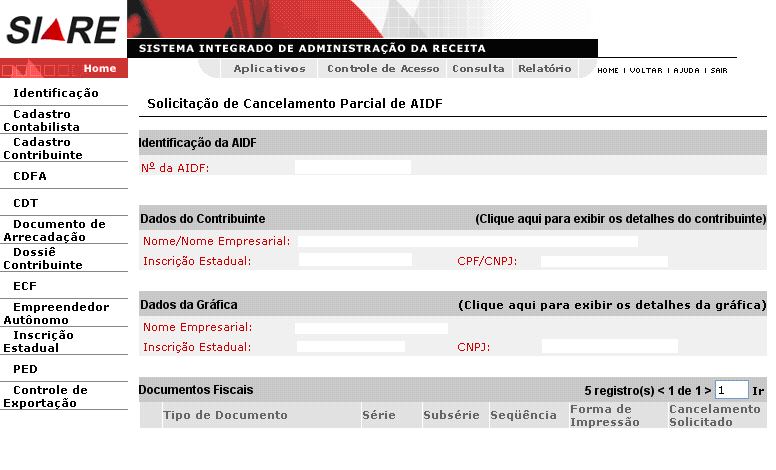 SIARE
SISTEMA INTEGRADO DE ADMINISTRAÇÃO DA RECEITA
Home
Aplicativos Controle de Acesso Consulta Relatório
HOME | VOLTAR | AJUDA | SAIR
Identificação
Cadastro
Contabilista
Cadastro
Contribuinte
CDFA
CDT
Documento de
Arrecadação
Dossiê
Contribuinte
ECF
Empreendedor
Autônomo
Inscrição
Estadual
PED
Controle de
Exportação
Solicitação de Cancelamento Parcial de AIDF
Identificação da AIDF
Nº da AIDF:
Dados do Contribuinte (Clique aqui para exibir os detalhes do contribuinte)
Nome/Nome Empresarial:
Inscrição Estadual: CPF/CNPJ:
Dados da Gráfica (Clique aqui para exibir os detalhes da gráfica)
Nome Empresarial:
Inscrição Estadual: CNPJ:
Documentos Fiscais 5 registro(s) < 1 de 1 > 1 Ir
Tipo de Documento Série Subsérie Seqüência Forma de Impressão Cancelamento Solicitado